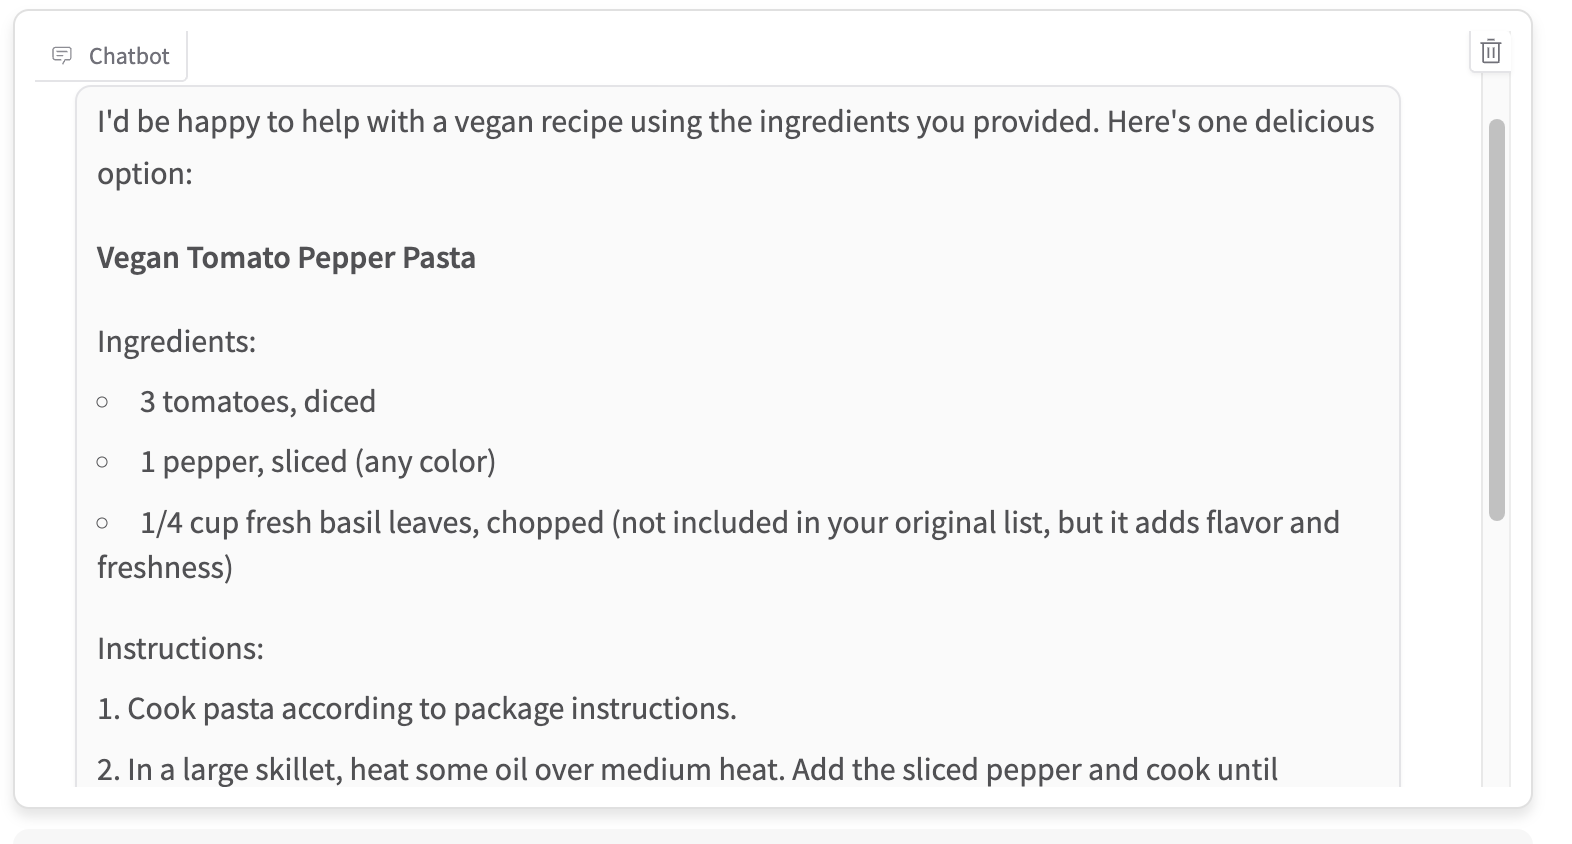 Chatbot
I'd be happy to help with a vegan recipe using the ingredients you provided. Here's one delicious
option:
Vegan Tomato Pepper Pasta
Ingredients:
◦ 3 tomatoes, diced
◦ 1 pepper, sliced (any color)
◦ 1/4 cup fresh basil leaves, chopped (not included in your original list, but it adds flavor and
freshness)
Instructions:
1. Cook pasta according to package instructions.
2. In a large skillet, heat some oil over medium heat. Add the sliced pepper and cook until